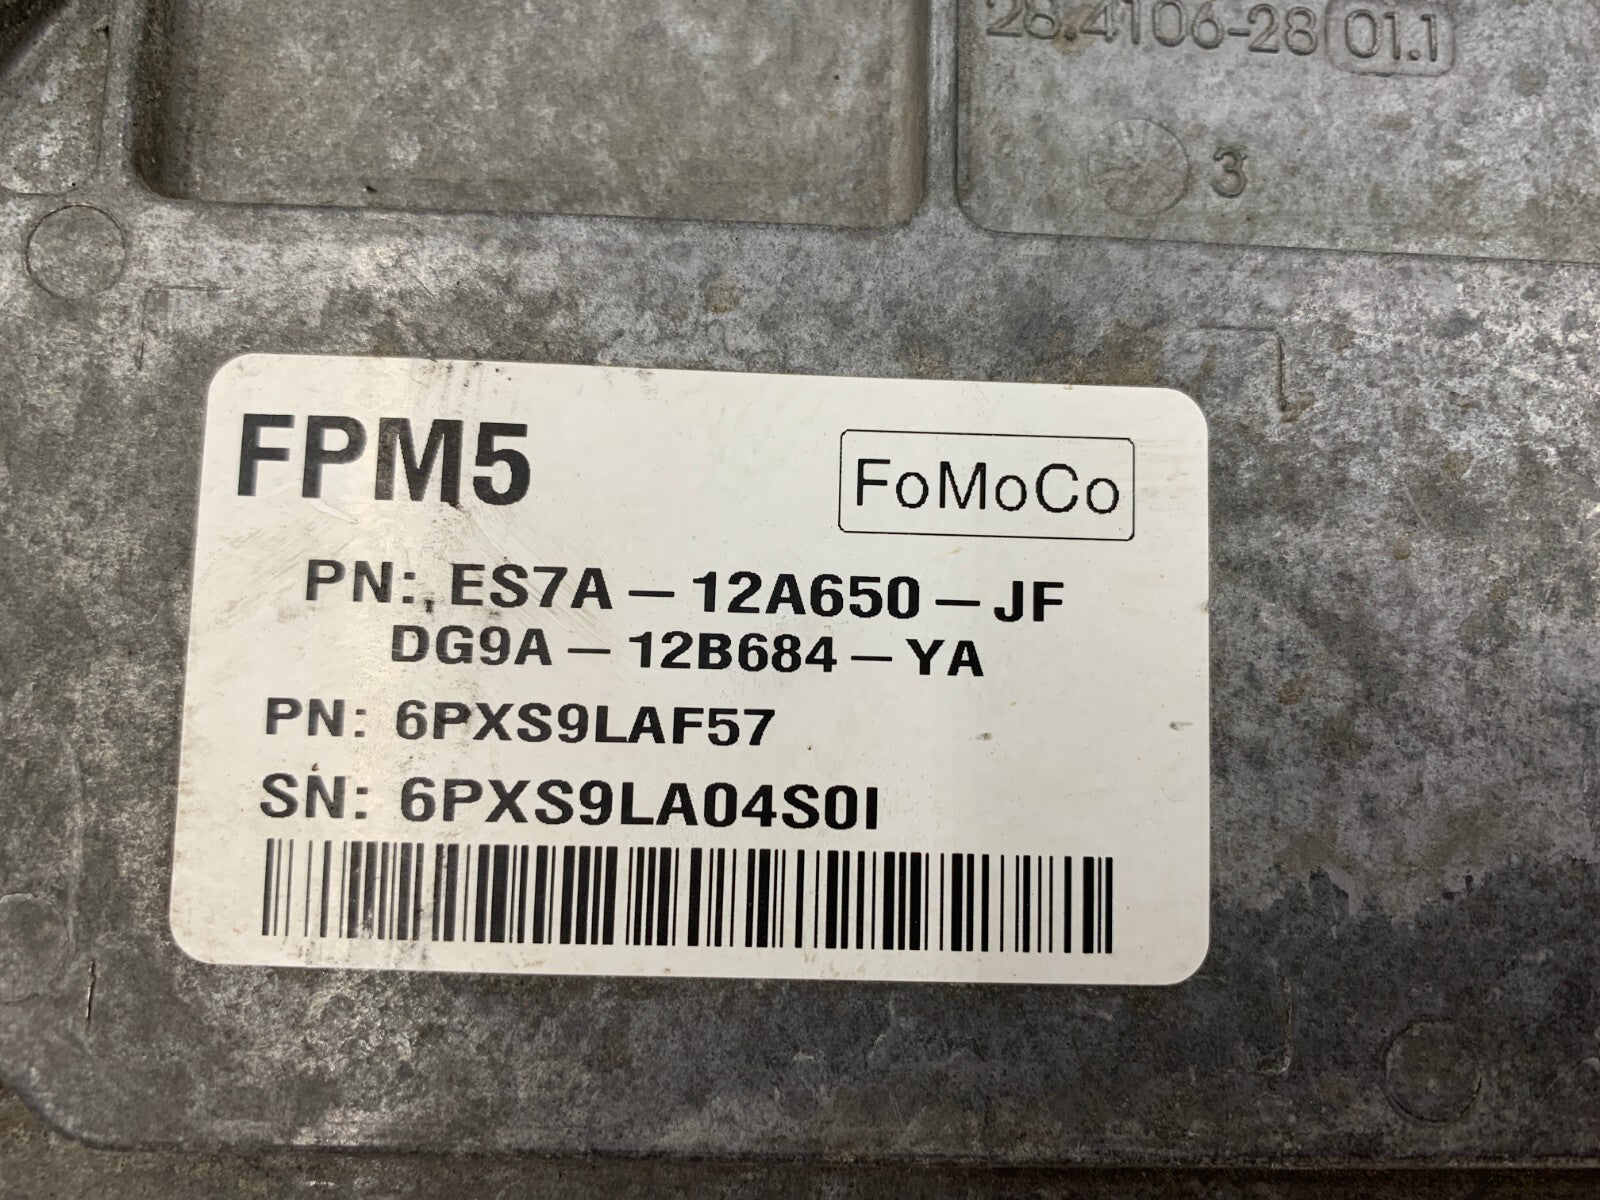 28.4106-28 01.1
3
FPM5
FoMoCo
PN: ES7A-12A650-JF
DG9A-12B684-YA
PN: 6PXS9LAF57
SN: 6PXS9LA04S0I